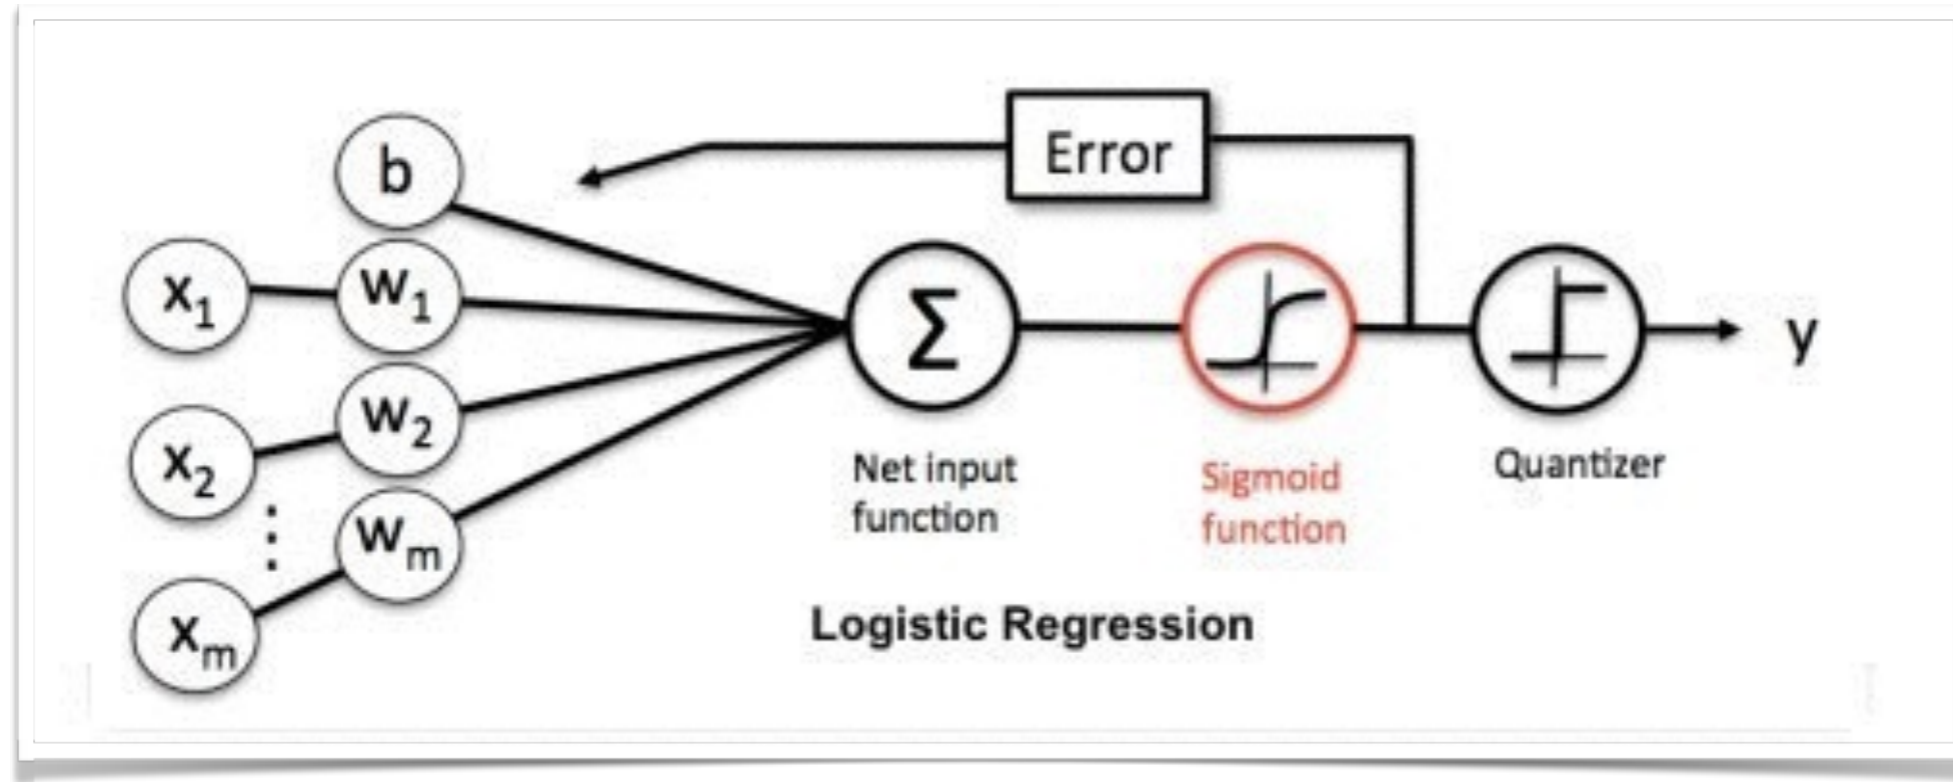 Error
b
x₁
w₁
Σ
y
w₂
x₂
Net input
function
Sigmoid
function
Quantizer
wₘ
⋮
xₘ
Logistic Regression